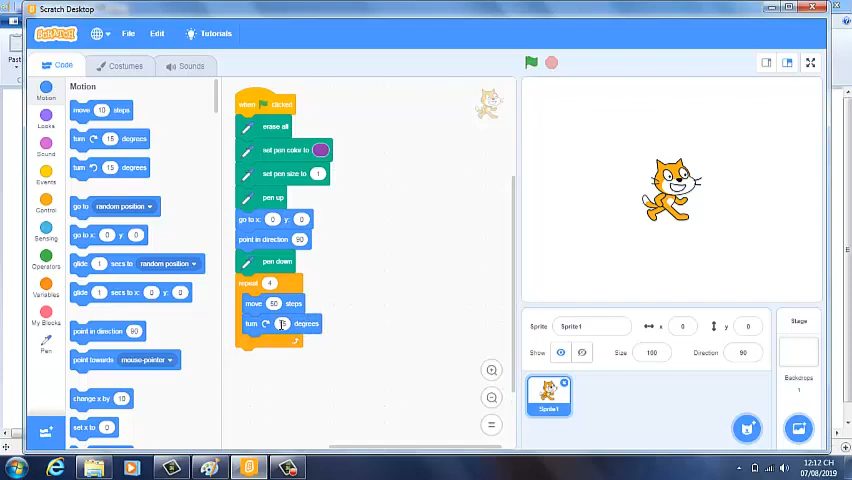 Scratch Desktop
SCRATCH File Edit Tutorials
Past
Code Costumes Sounds
Motion
Looks
Sound
Events
Control
Sensing
Operators
Variables
My Blocks
Pen
Motion
move 10 steps
turn 15 degrees
turn 15 degrees
go to random position
go to x: 0 y: 0
glide 1 secs to random position
glide 1 secs to x: 0 y: 0
point in direction 90
point towards mouse-pointer
change x by 10
set x to 0
when clicked
erase all
set pen color to
set pen size to 1
pen up
go to x: 0 y: 0
point in direction 90
pen down
repeat 4
move 50 steps
turn 15 degrees
Sprite Sprite1 x 0 y 0
Show Size 100 Direction 90
Sprite1
Stage
Backdrops
1
12:12 CH
07/08/2019